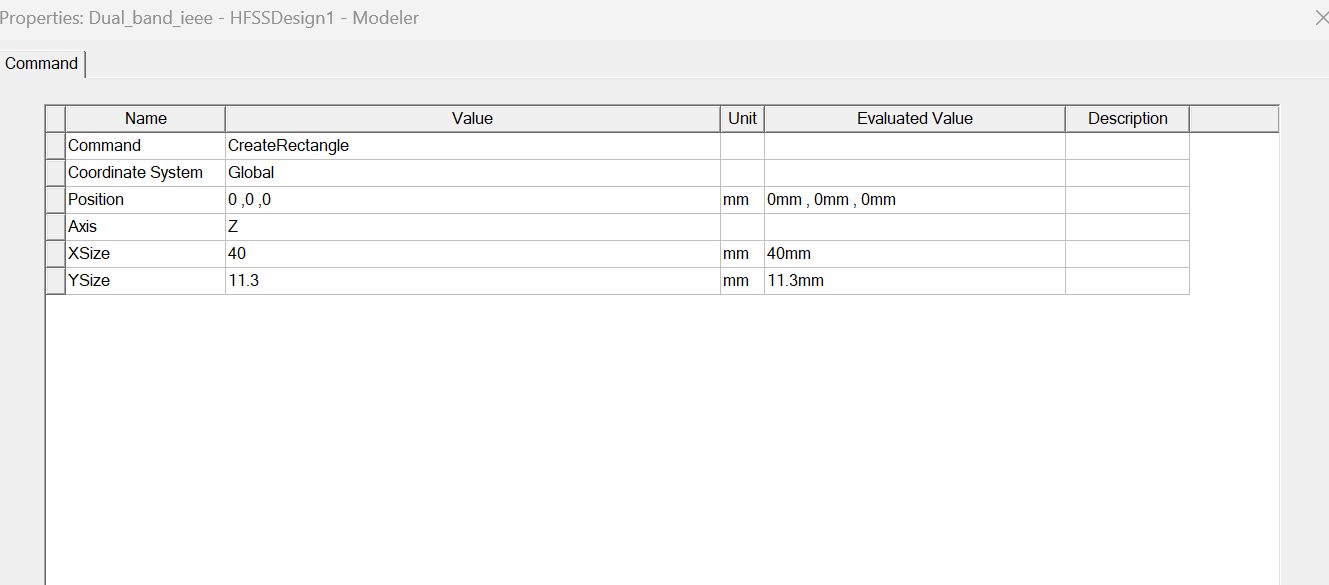 Properties: Dual_band_ieee - HFSSDesign1 - Modeler
Command
Name Value Unit Evaluated Value Description
Command CreateRectangle
Coordinate System Global
Position 0 ,0 ,0 mm 0mm , 0mm , 0mm
Axis Z
XSize 40 mm 40mm
YSize 11.3 mm 11.3mm